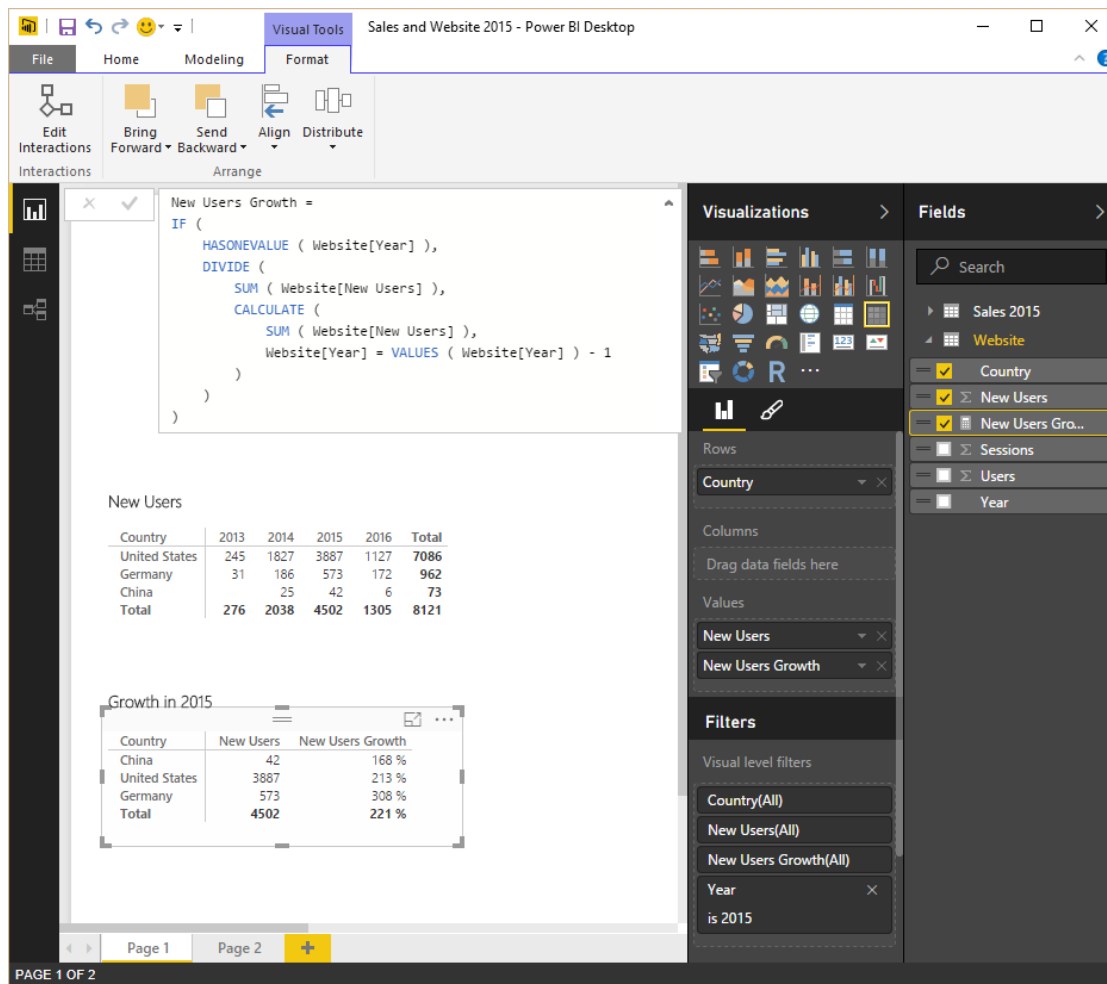 Visual Tools
Sales and Website 2015 - Power BI Desktop
File Home Modeling Format
Edit Interactions
Bring Forward
Send Backward
Align
Distribute
Interactions
Arrange
New Users Growth =
IF (
HASONEVALUE ( Website[Year] ),
DIVIDE (
SUM ( Website[New Users] ),
CALCULATE (
SUM ( Website[New Users] ),
Website[Year] = VALUES ( Website[Year] ) - 1
)
)
)
New Users
Country 2013 2014 2015 2016 Total
United States 245 1827 3887 1127 7086
Germany 31 186 573 172 962
China 25 42 6 73
Total 276 2038 4502 1305 8121
Growth in 2015
Country New Users New Users Growth
China 42 168 %
United States 3887 213 %
Germany 573 308 %
Total 4502 221 %
Page 1
Page 2
PAGE 1 OF 2
Visualizations
123
R
Rows
Country
Columns
Drag data fields here
Values
New Users
New Users Growth
Filters
Visual level filters
Country(All)
New Users(All)
New Users Growth(All)
Year
is 2015
Fields
Search
Sales 2015
Website
Country
Σ New Users
New Users Gro...
Σ Sessions
Σ Users
Year